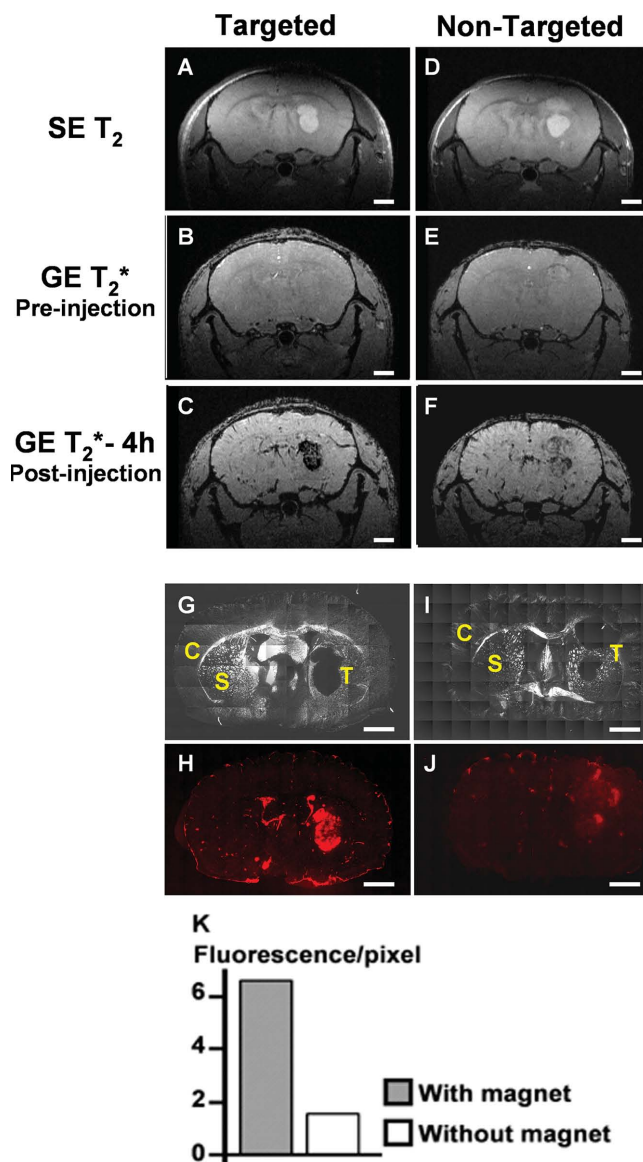 Targeted
Non-Targeted
SE T₂
A
D
GE T₂*
Pre-injection
B
E
GE T₂*- 4h
Post-injection
C
F
G
C
S
T
I
C
S
T
H
J
K
Fluorescence/pixel
6
4
2
0
With magnet
Without magnet